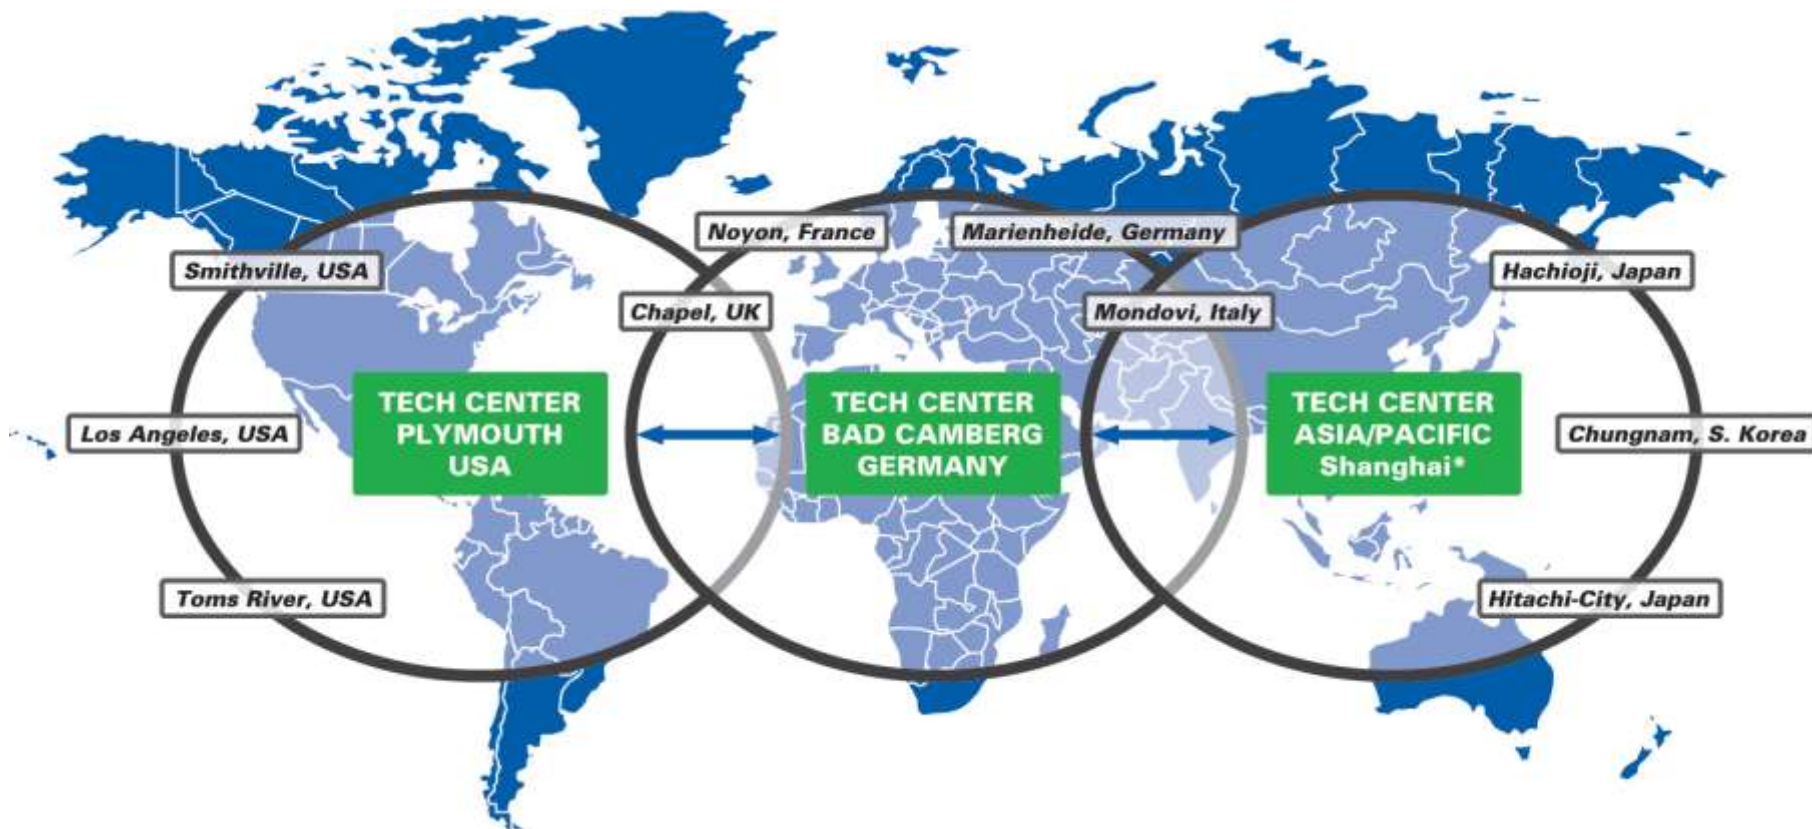 Noyon, France
Marienheide, Germany
Smithville, USA
Hachioji, Japan
Chapel, UK
Mondovi, Italy
TECH CENTER
PLYMOUTH
USA
TECH CENTER
BAD CAMBERG
GERMANY
TECH CENTER
ASIA/PACIFIC
Shanghai*
Los Angeles, USA
Chungnam, S. Korea
Toms River, USA
Hitachi-City, Japan